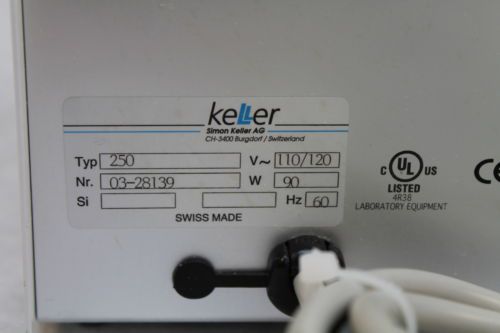 keller
Simon Keller AG
CH-3400 Burgdorf / Switzerland
Typ 250 V~ 110/120
Nr. 03-28139 W 90
Si Hz 60
SWISS MADE
C UL US
LISTED
4R38
LABORATORY EQUIPMENT
CE